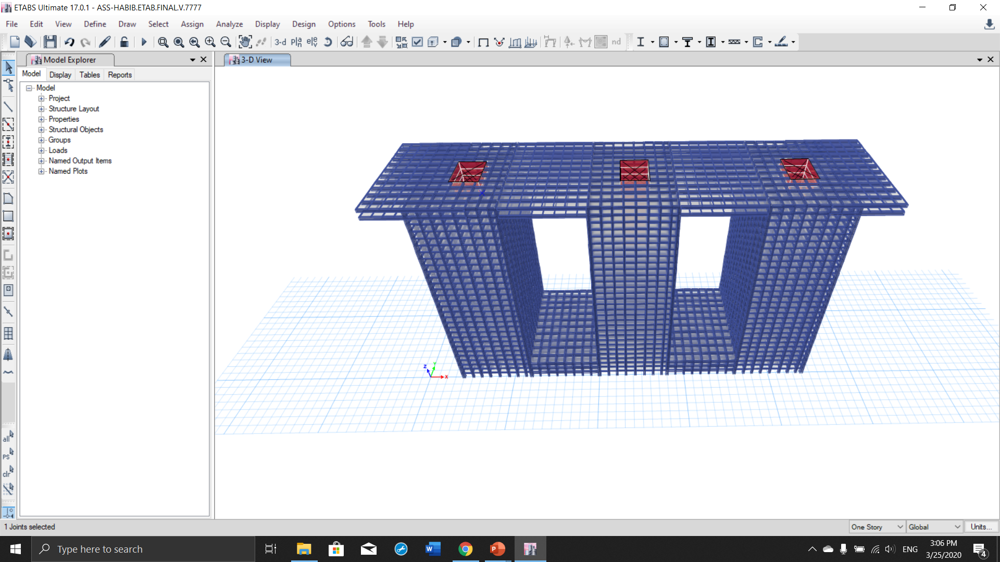 ETABS Ultimate 17.0.1 - ASS-HABIB.ETAB.FINAL.V.7777
File Edit View Define Draw Select Assign Analyze Display Design Options Tools Help
3-d
nd
Model Explorer
3-D View
Model Display Tables Reports
Model
Project
Structure Layout
Properties
Structural Objects
Groups
Loads
Named Output Items
Named Plots
Z
Y
X
all
PS
clr
1 Joints selected
One Story
Global
Units...
Type here to search
ENG
3:06 PM
3/25/2020
4